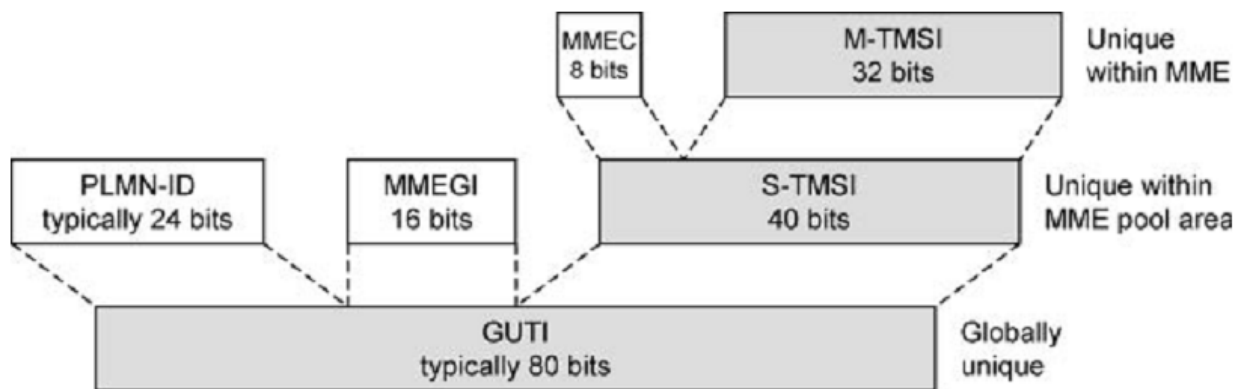 MMEC
8 bits
M-TMSI
32 bits
Unique
within MME
PLMN-ID
typically 24 bits
MMEGI
16 bits
S-TMSI
40 bits
Unique within
MME pool area
GUTI
typically 80 bits
Globally
unique